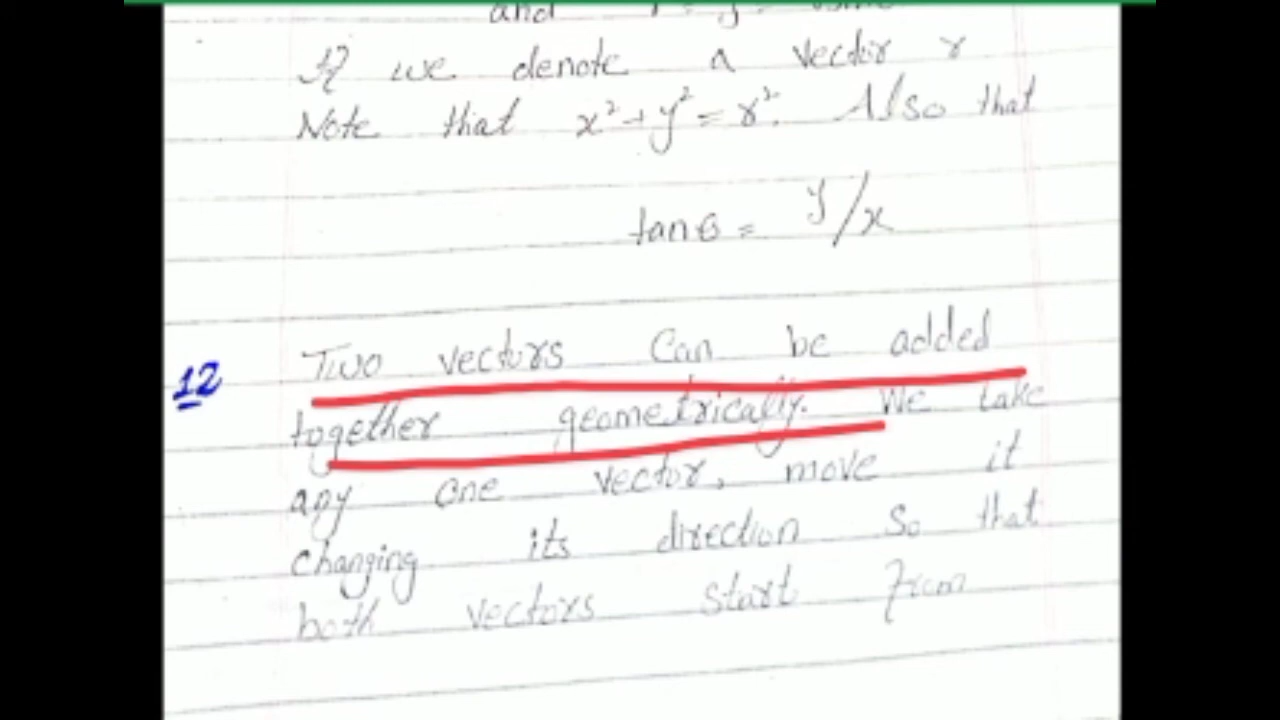 and
If we denote a vector r
Note that x²+y²=r². Also that
tanθ = y/x
12 Two vectors can be added
together geometrically. We take
any one vector, move it
changing its direction so that
both vectors start from